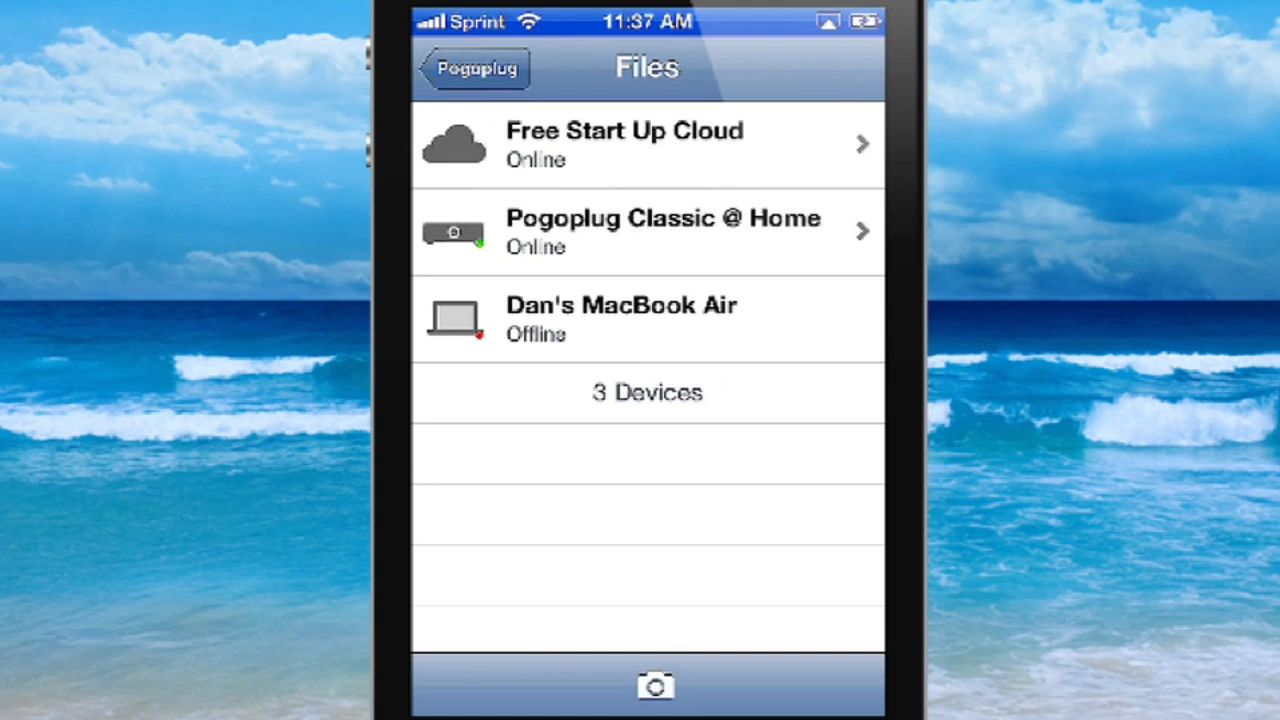 Sprint 11:37 AM
Pogoplug Files
Free Start Up Cloud
Online
Pogoplug Classic @ Home
Online
Dan's MacBook Air
Offline
3 Devices